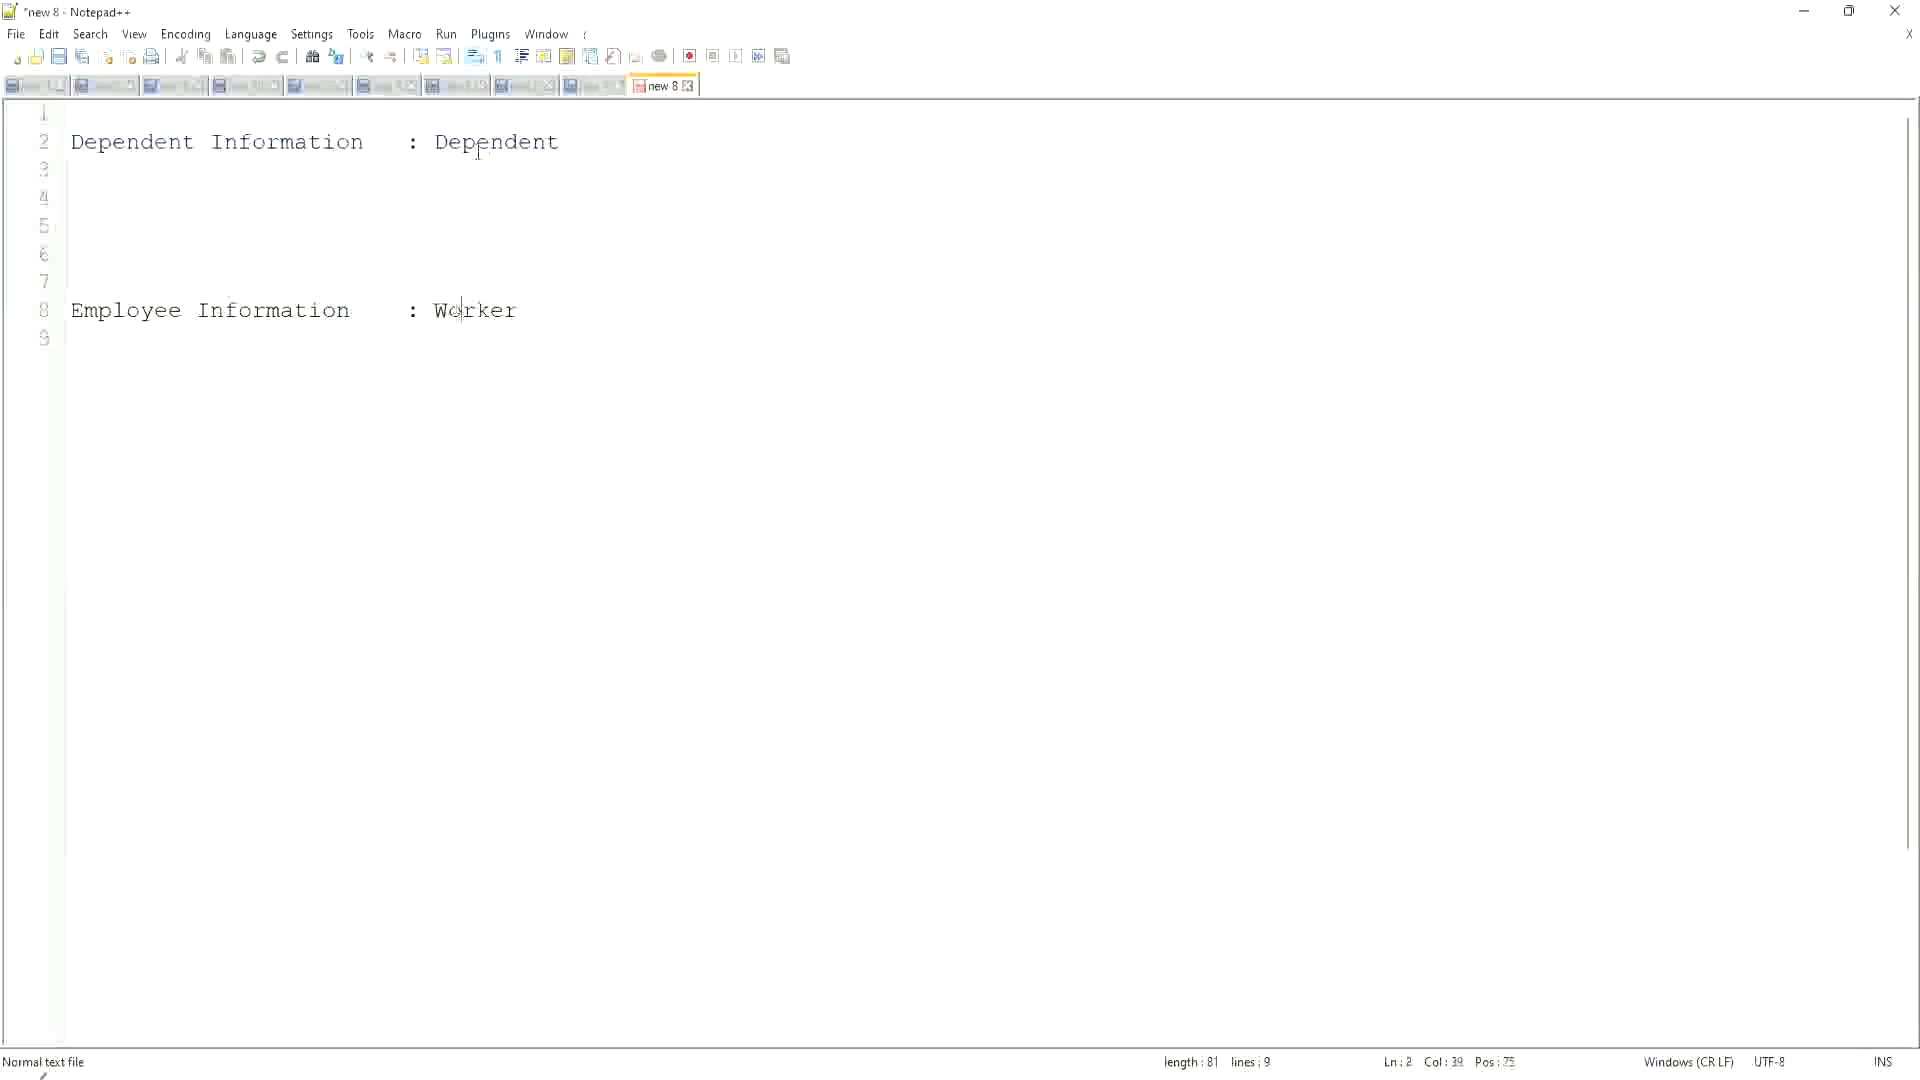 *new 8 - Notepad++
File Edit Search View Encoding Language Settings Tools Macro Run Plugins Window
X
new 8
1
2 Dependent Information : Dependent
3
4
5
6
7
8 Employee Information : Worker
9
Normal text file length : 81 lines : 9 Ln : 2 Col : 39 Pos : 75 Windows (CR LF) UTF-8 INS